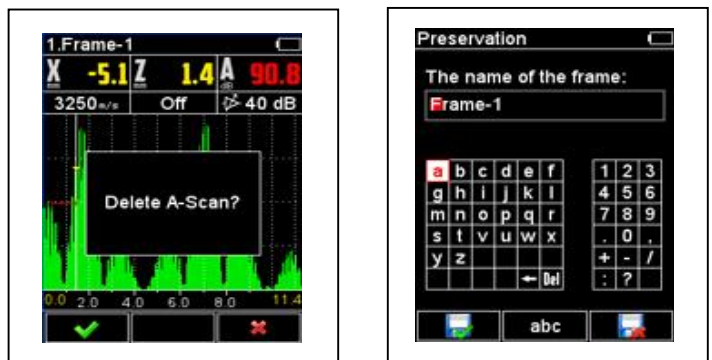 1.Frame-1
X -5.1 Z 1.4 A dB 90.8
3250 m/s Off 40 dB
Delete A-Scan?
0.0 2.0 4.0 6.0 8.0 11.4
Preservation
The name of the frame:
Frame-1
a b c d e f
g h i j k l
m n o p q r
s t v u w x
y z
← Del
1 2 3
4 5 6
7 8 9
. 0 ,
+ - /
: ?
abc